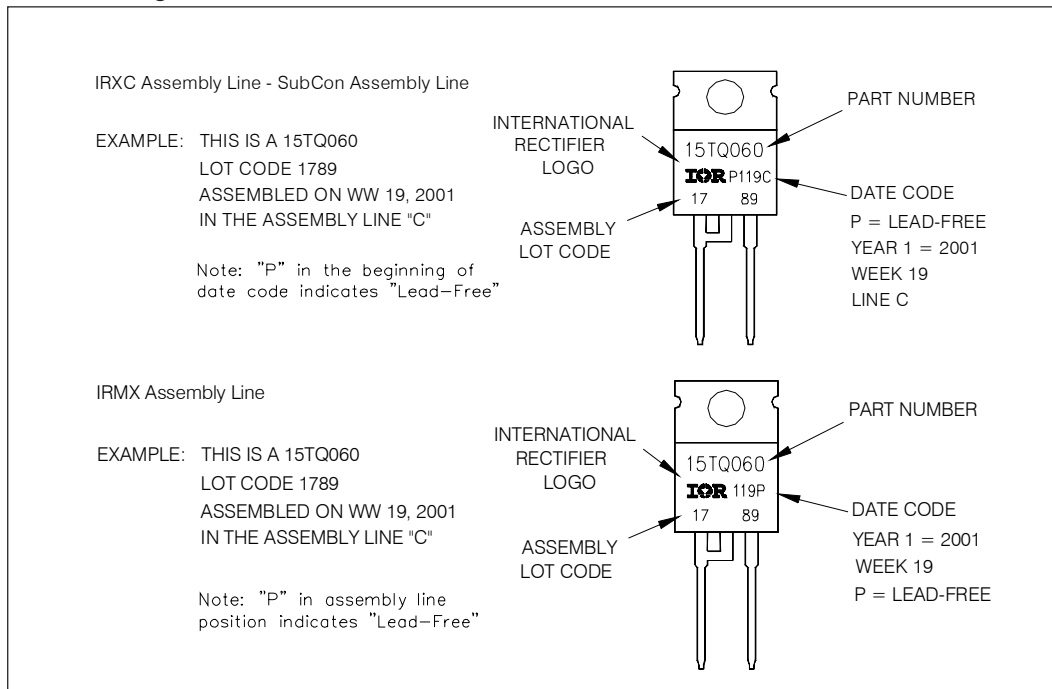 IRXC Assembly Line - SubCon Assembly Line
EXAMPLE: THIS IS A 15TQ060
LOT CODE 1789
ASSEMBLED ON WW 19, 2001
IN THE ASSEMBLY LINE "C"
Note: "P" in the beginning of
date code indicates "Lead-Free"
INTERNATIONAL
RECTIFIER
LOGO
ASSEMBLY
LOT CODE
15TQ060
IOR P119C
17 89
PART NUMBER
DATE CODE
P = LEAD-FREE
YEAR 1 = 2001
WEEK 19
LINE C
IRMX Assembly Line
EXAMPLE: THIS IS A 15TQ060
LOT CODE 1789
ASSEMBLED ON WW 19, 2001
IN THE ASSEMBLY LINE "C"
Note: "P" in assembly line
position indicates "Lead-Free"
INTERNATIONAL
RECTIFIER
LOGO
ASSEMBLY
LOT CODE
15TQ060
IOR 119P
17 89
PART NUMBER
DATE CODE
YEAR 1 = 2001
WEEK 19
P = LEAD-FREE